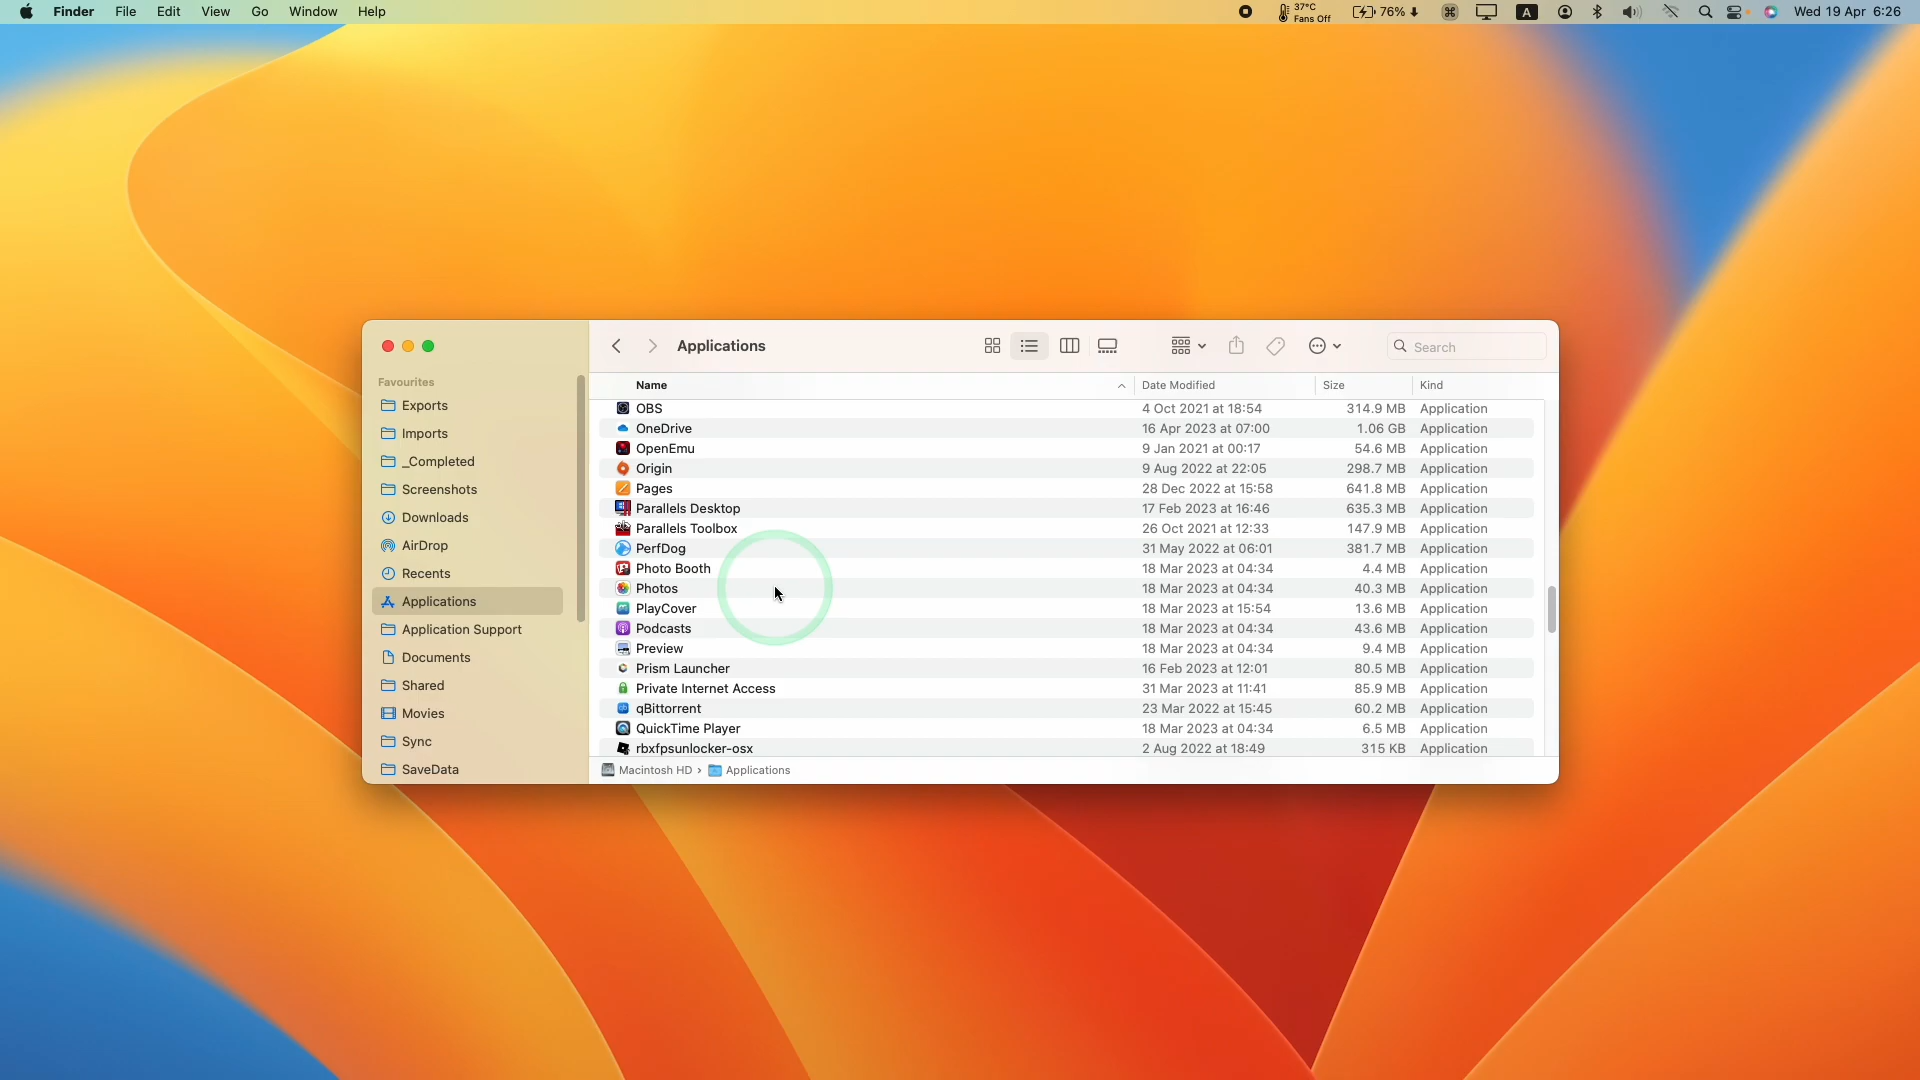 Finder File Edit View Go Window Help
37°C Fans Off 76% A Wed 19 Apr 6:26
Applications
Search
Favourites
Exports
Imports
_Completed
Screenshots
Downloads
AirDrop
Recents
Applications
Application Support
Documents
Shared
Movies
Sync
SaveData
Name Date Modified Size Kind
OBS 4 Oct 2021 at 18:54 314.9 MB Application
OneDrive 16 Apr 2023 at 07:00 1.06 GB Application
OpenEmu 9 Jan 2021 at 00:17 54.6 MB Application
Origin 9 Aug 2022 at 22:05 298.7 MB Application
Pages 28 Dec 2022 at 15:58 641.8 MB Application
Parallels Desktop 17 Feb 2023 at 16:46 635.3 MB Application
Parallels Toolbox 26 Oct 2021 at 12:33 147.9 MB Application
PerfDog 31 May 2022 at 06:01 381.7 MB Application
Photo Booth 18 Mar 2023 at 04:34 4.4 MB Application
Photos 18 Mar 2023 at 04:34 40.3 MB Application
PlayCover 18 Mar 2023 at 15:54 13.6 MB Application
Podcasts 18 Mar 2023 at 04:34 43.6 MB Application
Preview 18 Mar 2023 at 04:34 9.4 MB Application
Prism Launcher 16 Feb 2023 at 12:01 80.5 MB Application
Private Internet Access 31 Mar 2023 at 11:41 85.9 MB Application
qBittorrent 23 Mar 2022 at 15:45 60.2 MB Application
QuickTime Player 18 Mar 2023 at 04:34 6.5 MB Application
rbxfpsunlocker-osx 2 Aug 2022 at 18:49 315 KB Application
Macintosh HD › Applications